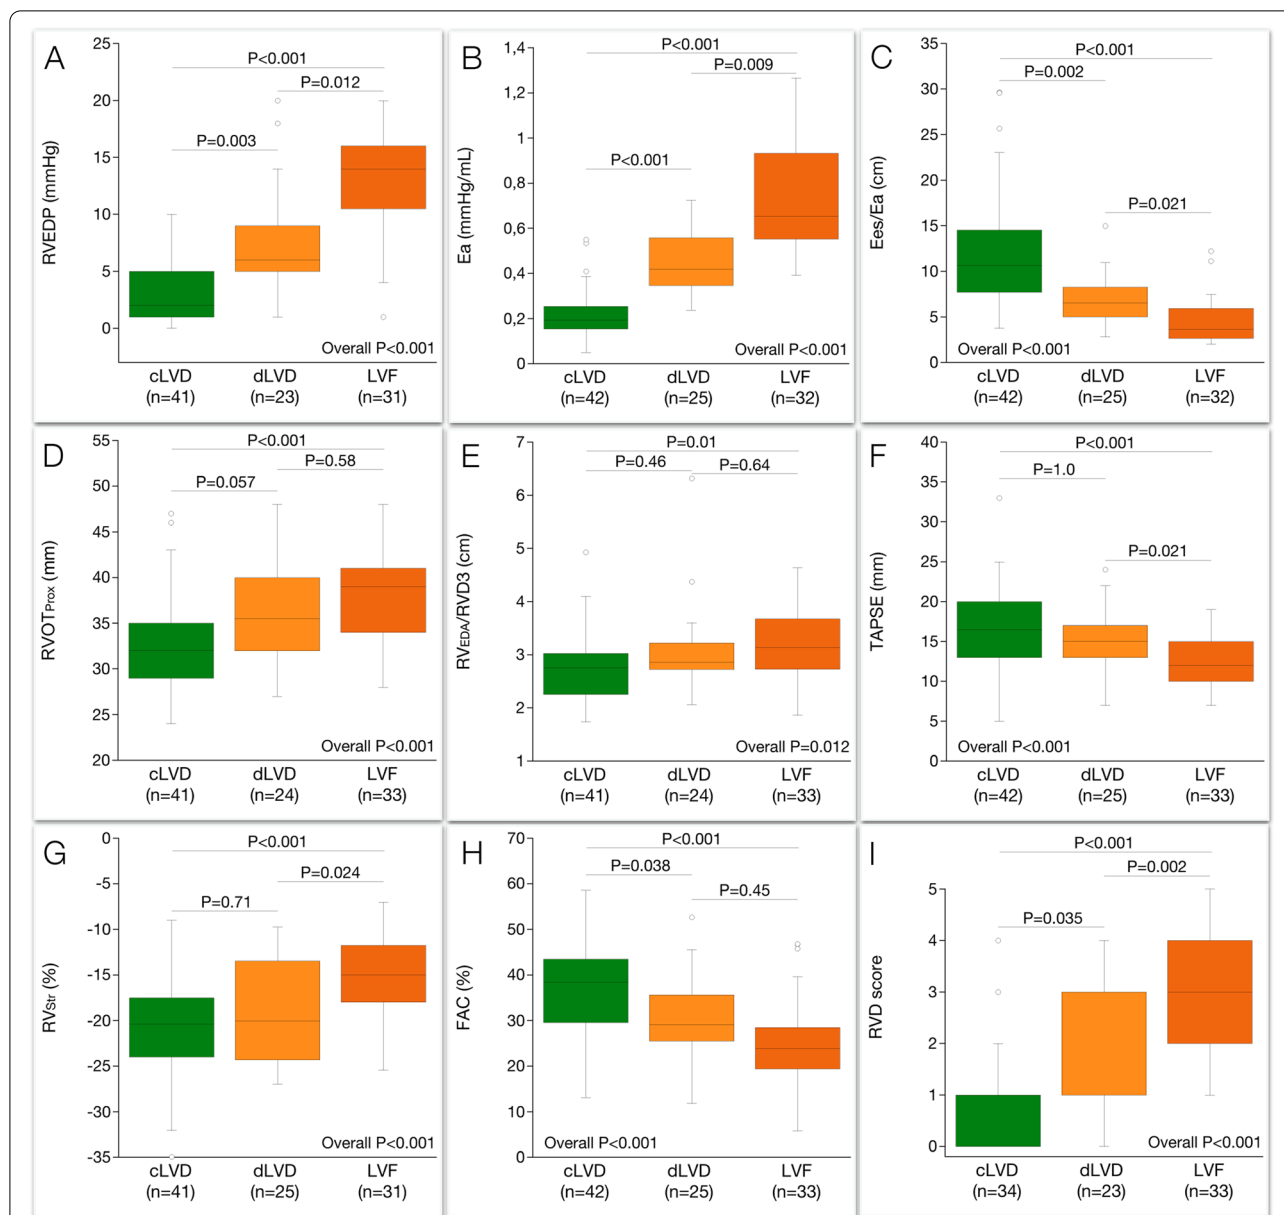 A
RVEDP (mmHg)
25
20
15
10
5
0
P<0.001
P=0.012
P=0.003
Overall P<0.001
cLVD
(n=41)
dLVD
(n=23)
LVF
(n=31)
B
Ea (mmHg/mL)
1,4
1,2
1
0,8
0,6
0,4
0,2
0
P<0.001
P=0.009
P<0.001
Overall P<0.001
cLVD
(n=42)
dLVD
(n=25)
LVF
(n=32)
C
Ees/Ea (cm)
35
30
25
20
15
10
5
0
P<0.001
P=0.002
P=0.021
Overall P<0.001
cLVD
(n=42)
dLVD
(n=25)
LVF
(n=32)
D
RVOTProx (mm)
55
50
45
40
35
30
25
20
P<0.001
P=0.58
P=0.057
Overall P<0.001
cLVD
(n=41)
dLVD
(n=24)
LVF
(n=33)
E
RVEDA/RVD3 (cm)
7
6
5
4
3
2
1
P=0.01
P=0.46
P=0.64
Overall P=0.012
cLVD
(n=41)
dLVD
(n=24)
LVF
(n=33)
F
TAPSE (mm)
40
35
30
25
20
15
10
5
0
P<0.001
P=1.0
P=0.021
Overall P<0.001
cLVD
(n=42)
dLVD
(n=25)
LVF
(n=33)
G
RVStr (%)
0
-5
-10
-15
-20
-25
-30
-35
P<0.001
P=0.024
P=0.71
Overall P<0.001
cLVD
(n=41)
dLVD
(n=25)
LVF
(n=31)
H
FAC (%)
70
60
50
40
30
20
10
0
P<0.001
P=0.038
P=0.45
Overall P<0.001
cLVD
(n=42)
dLVD
(n=25)
LVF
(n=33)
I
RVD score
5
4
3
2
1
0
P<0.001
P=0.002
P=0.035
Overall P<0.001
cLVD
(n=34)
dLVD
(n=23)
LVF
(n=33)